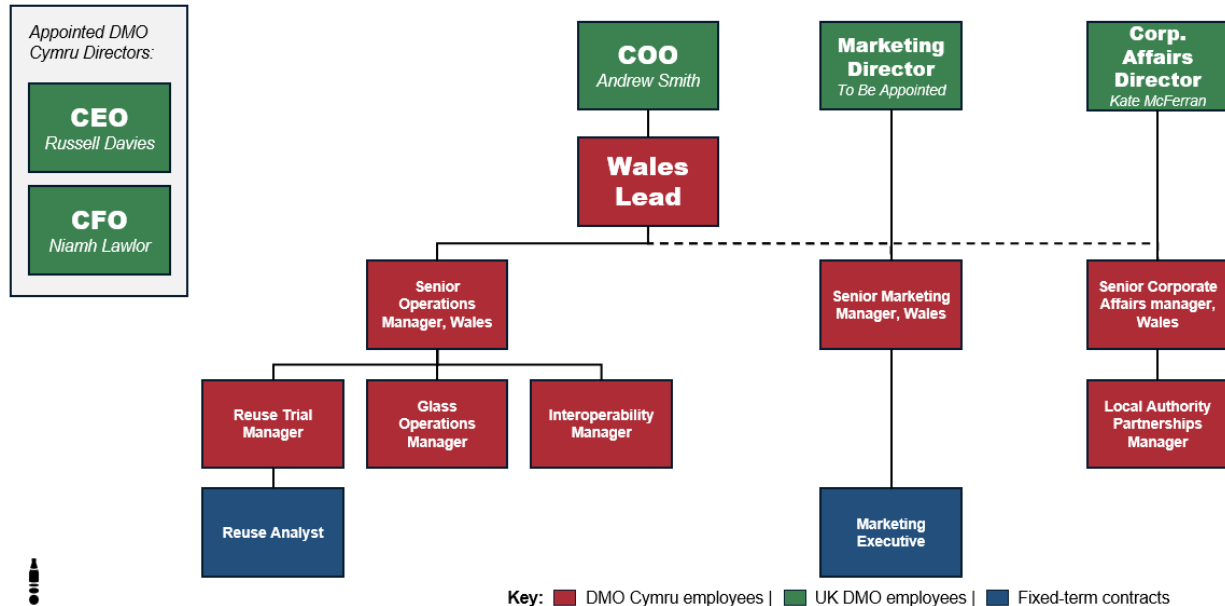 Appointed DMO
Cymru Directors:
CEO
Russell Davies
CFO
Niamh Lawlor
COO
Andrew Smith
Marketing
Director
To Be Appointed
Corp.
Affairs
Director
Kate McFerran
Wales
Lead
Senior
Operations
Manager, Wales
Senior Marketing
Manager, Wales
Senior Corporate
Affairs manager,
Wales
Reuse Trial
Manager
Glass
Operations
Manager
Interoperability
Manager
Local Authority
Partnerships
Manager
Reuse Analyst
Marketing
Executive
Key: DMO Cymru employees | UK DMO employees | Fixed-term contracts